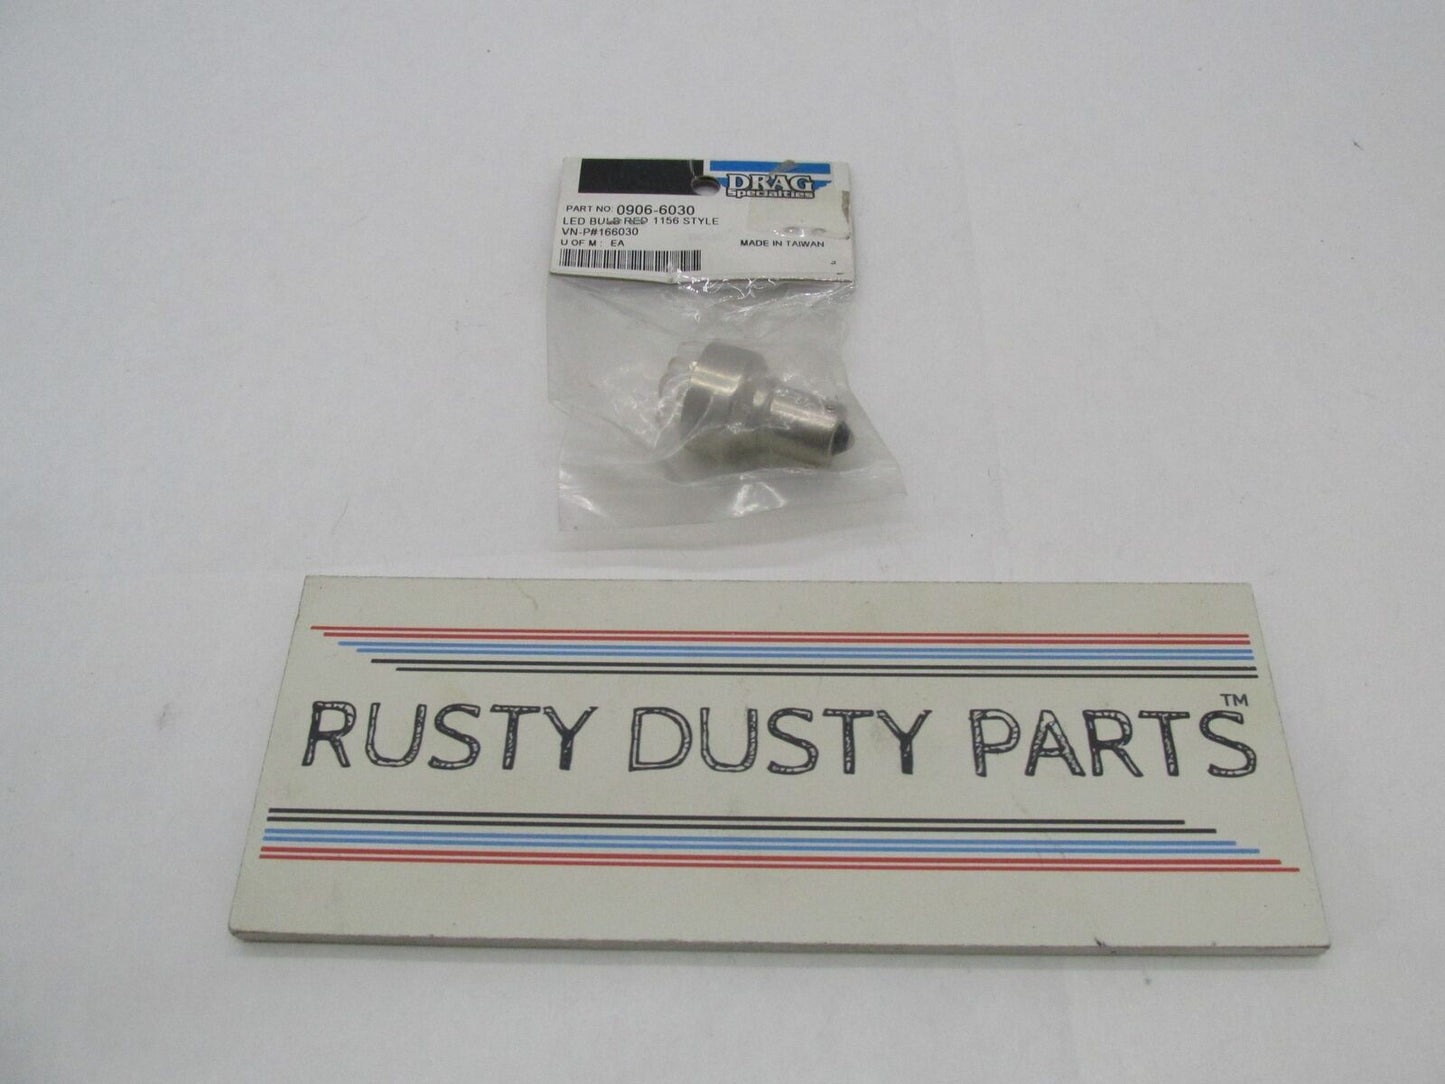 DRAG
Specialties
PART NO: 0906-6030
LED BULB RED 1156 STYLE
VN-P#166030
U OF M : EA
MADE IN TAIWAN
RUSTY DUSTY PARTS™